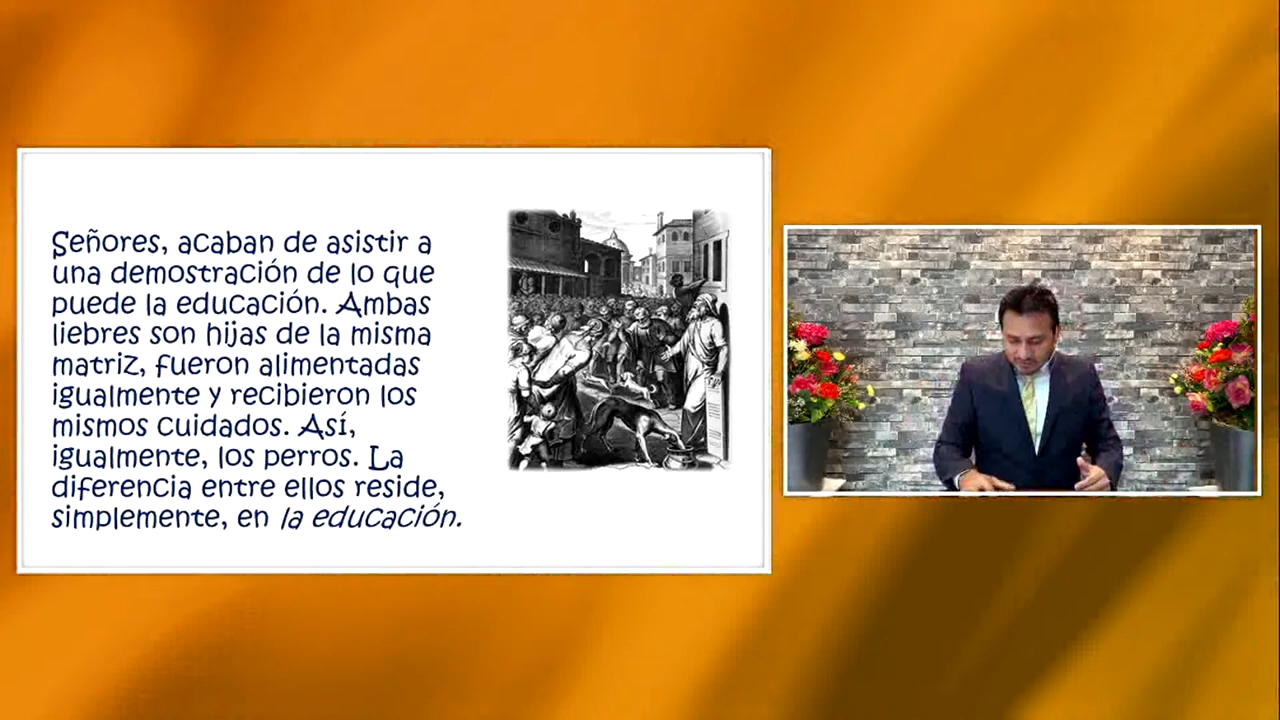 Señores, acaban de asistir a
una demostración de lo que
puede la educación. Ambas
liebres son hijas de la misma
matriz, fueron alimentadas
igualmente y recibieron los
mismos cuidados. Así,
igualmente, los perros. La
diferencia entre ellos reside,
simplemente, en la educación.